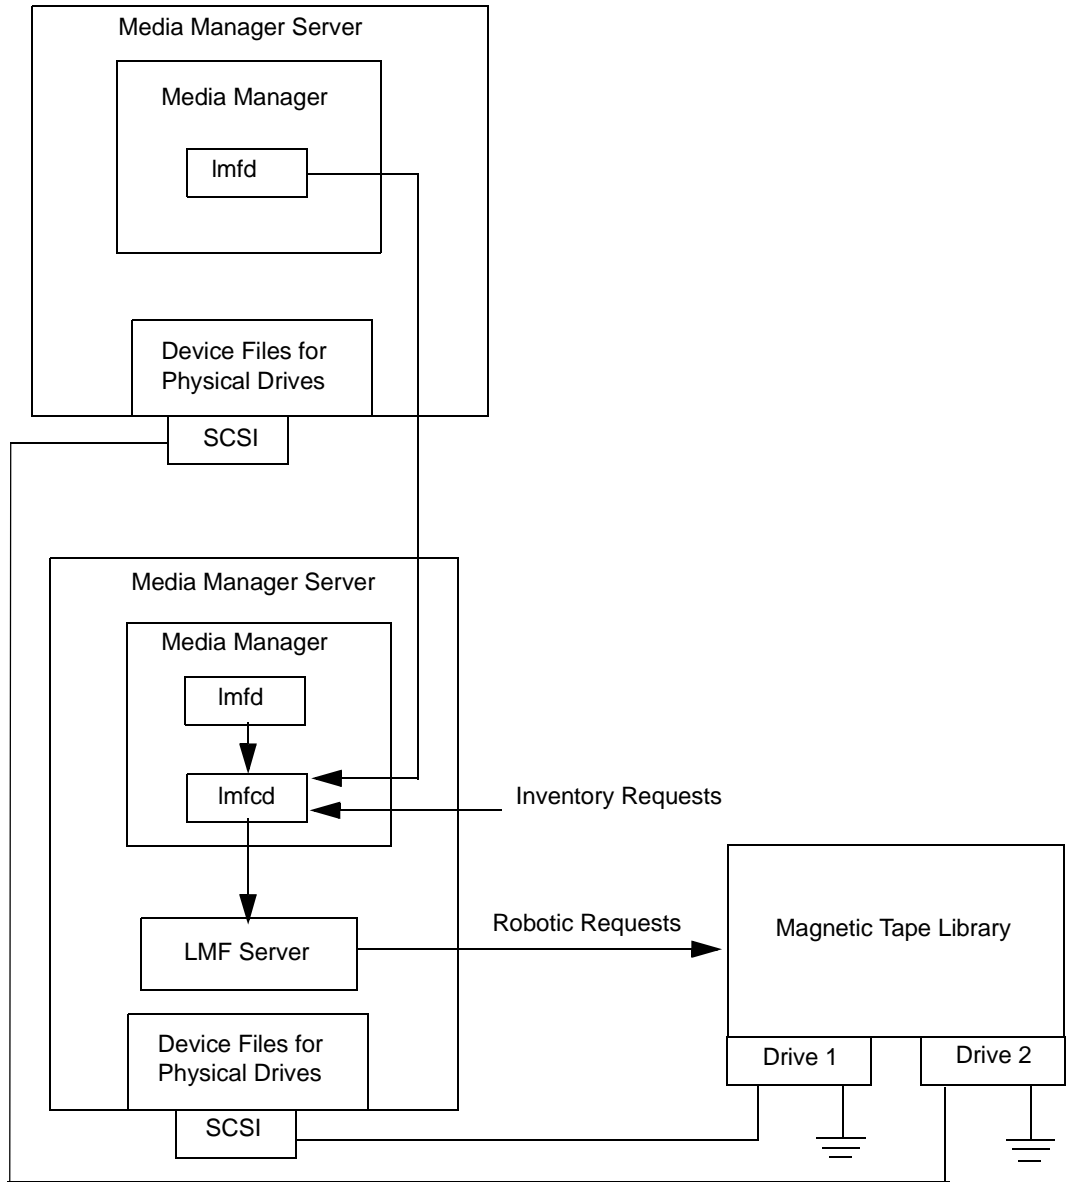 Media Manager Server
Media Manager
lmfd
Device Files for
Physical Drives
SCSI
Media Manager Server
Media Manager
lmfd
lmfcd
Inventory Requests
LMF Server
Robotic Requests
Magnetic Tape Library
Device Files for
Physical Drives
Drive 1
Drive 2
SCSI